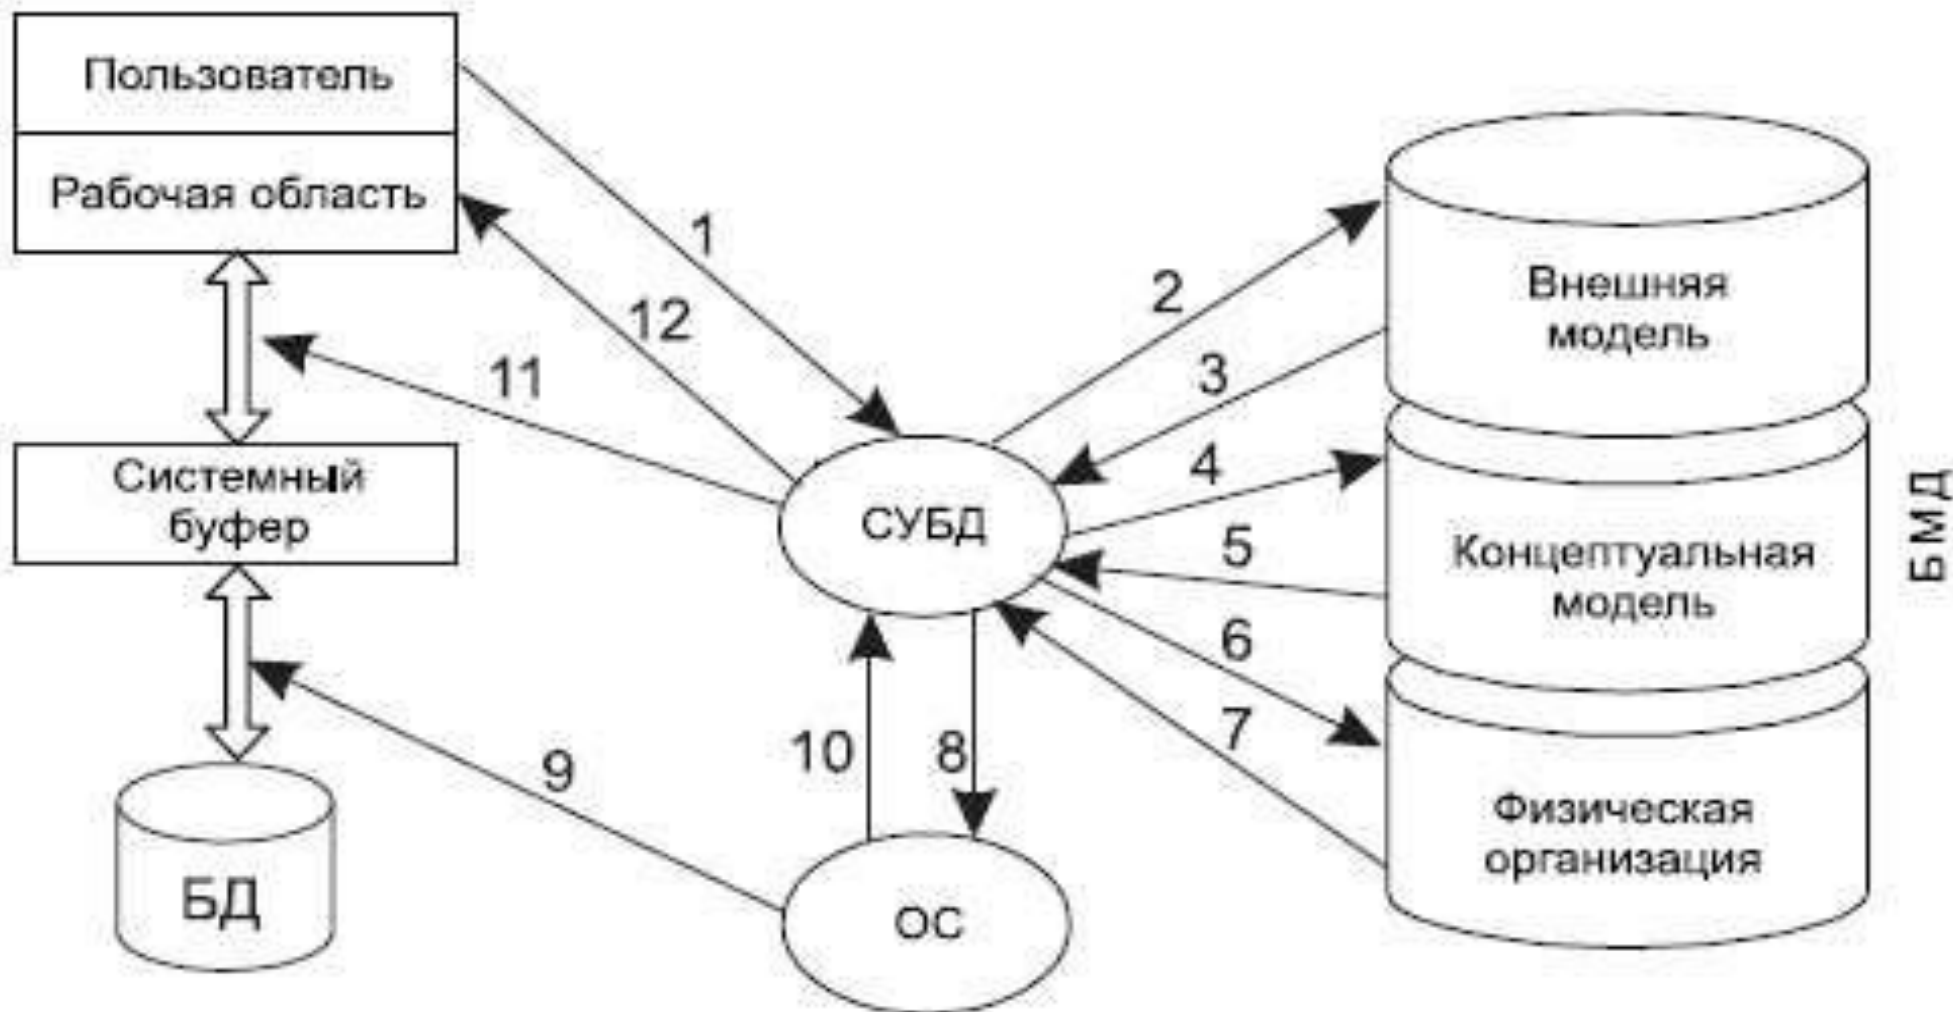 Пользователь
Рабочая область
1
12
11
2
3
4
5
6
7
Внешняя
модель
Системный
буфер
СУБД
Концептуальная
модель
БМД
9
10
8
Физическая
организация
БД
ОС